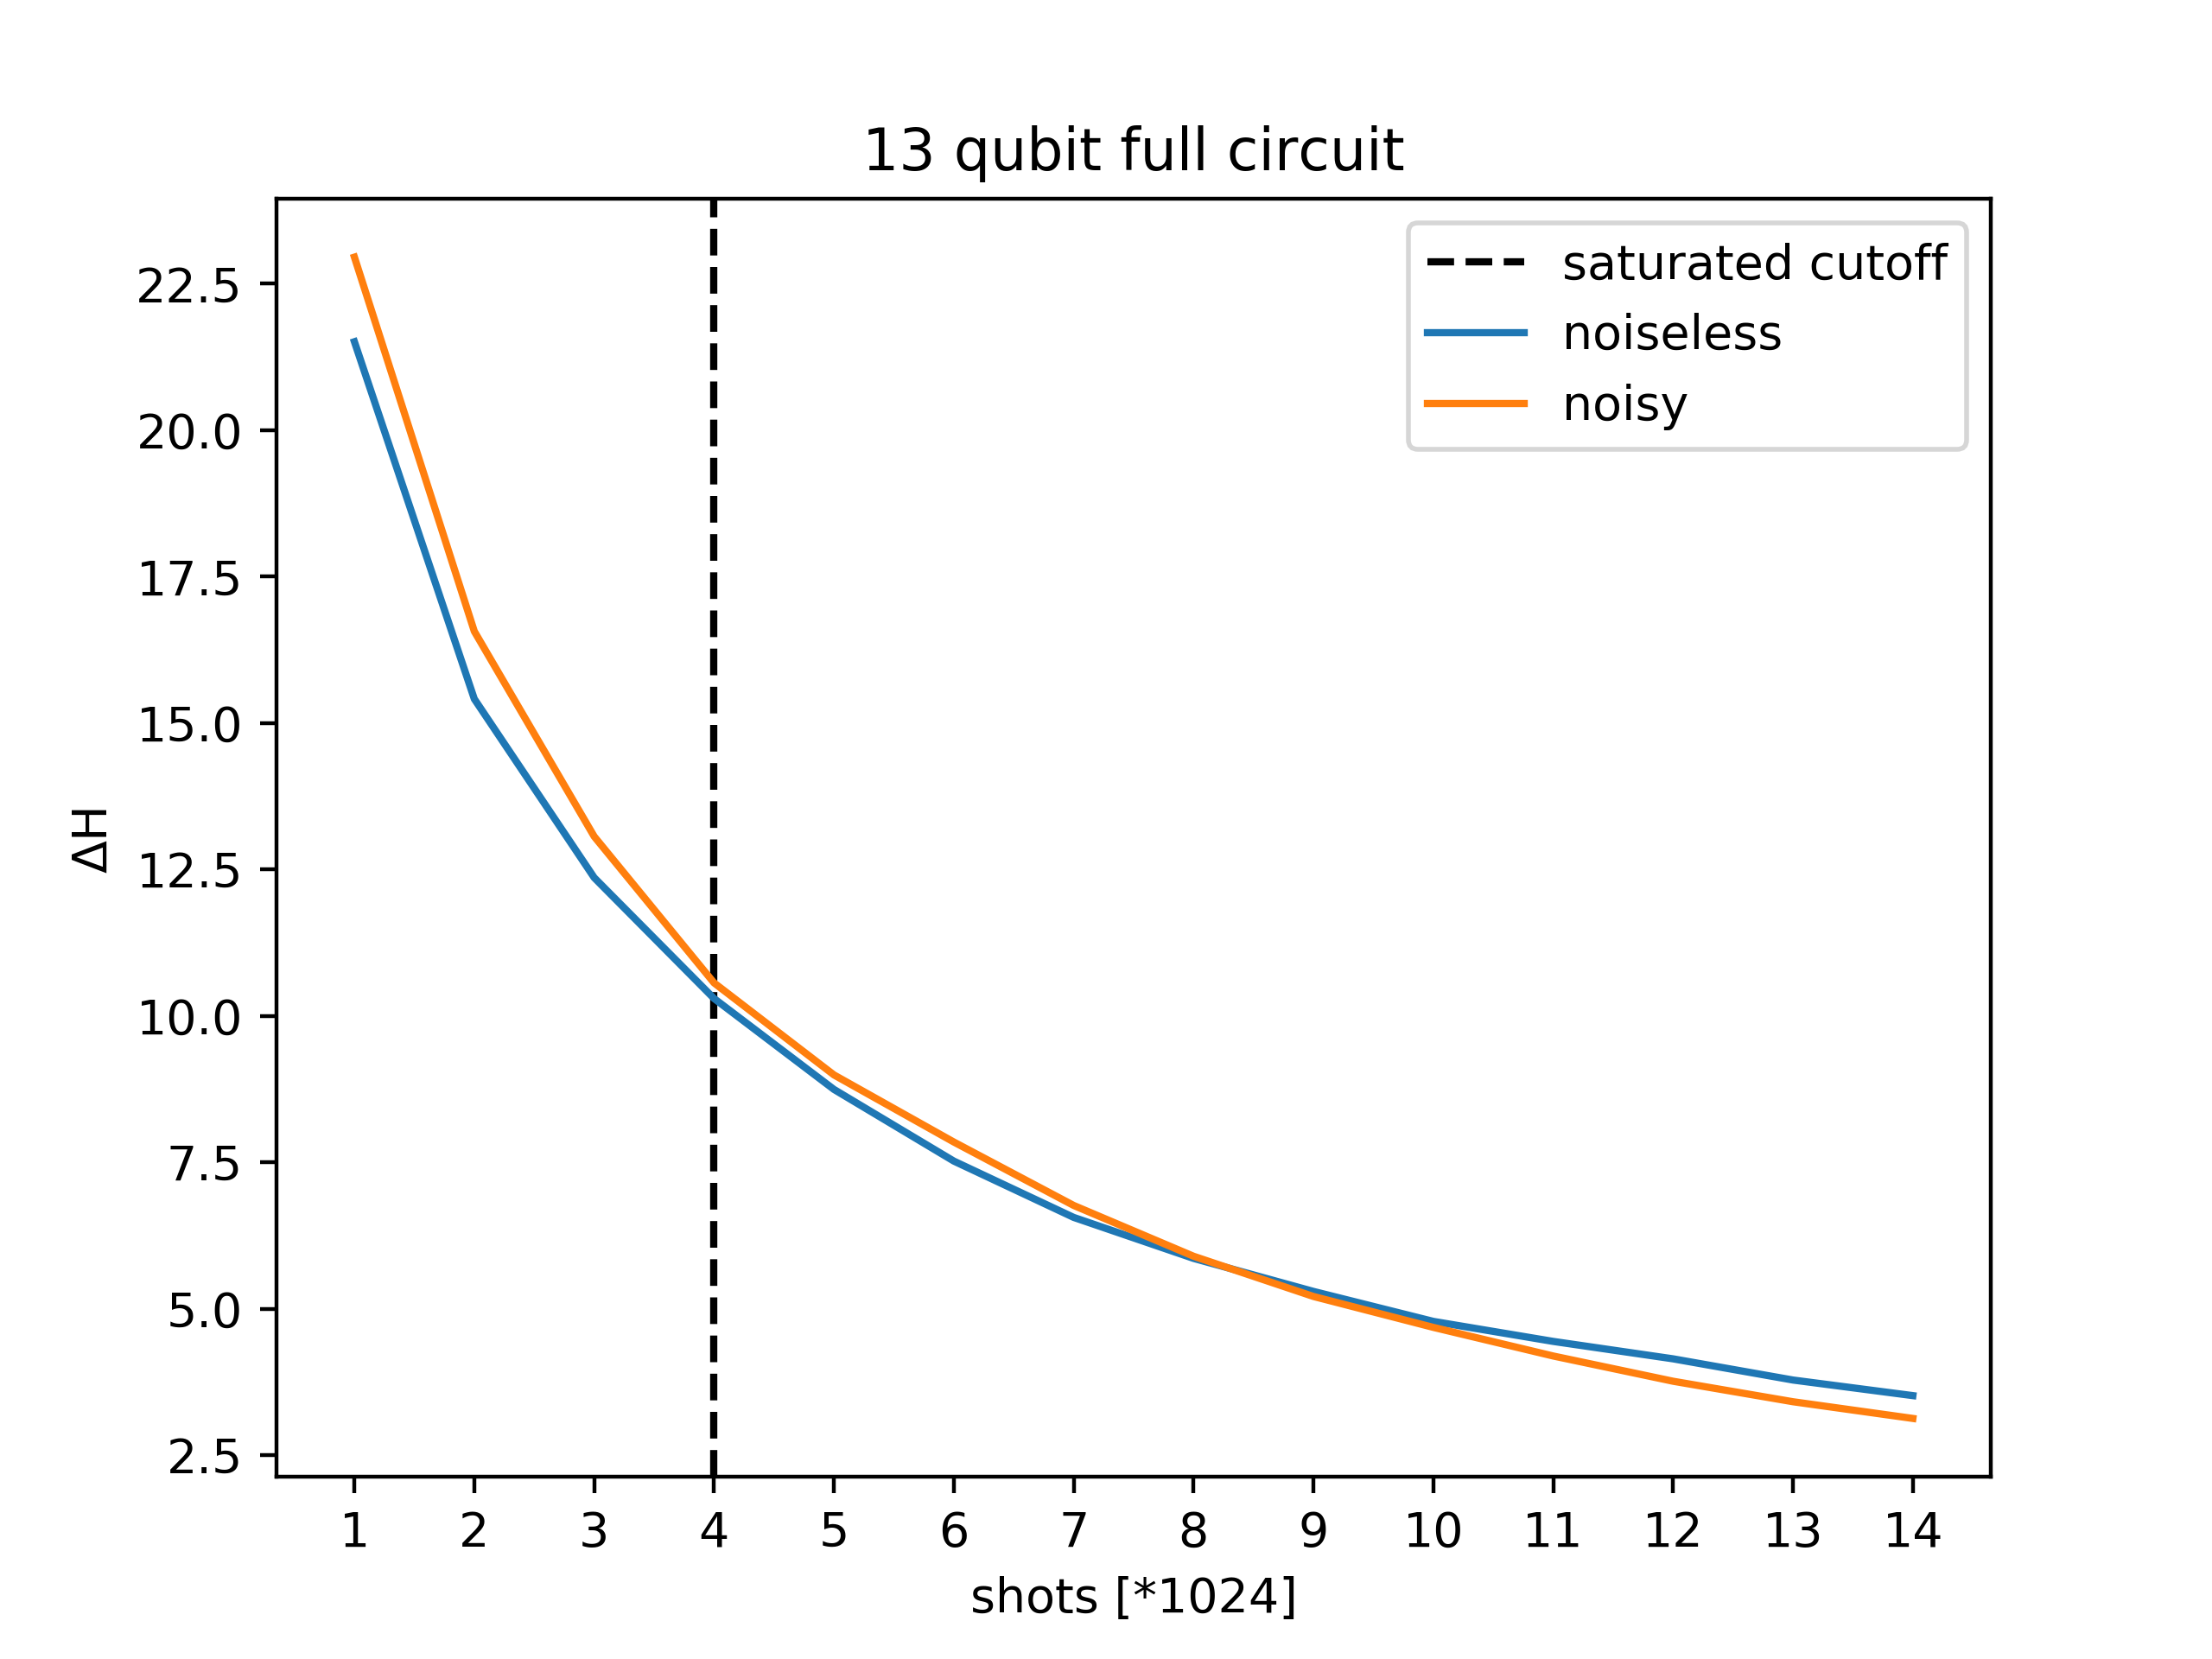 13 qubit full circuit
saturated cutoff
noiseless
noisy
ΔH
22.5
20.0
17.5
15.0
12.5
10.0
7.5
5.0
2.5
1 2 3 4 5 6 7 8 9 10 11 12 13 14
shots [*1024]